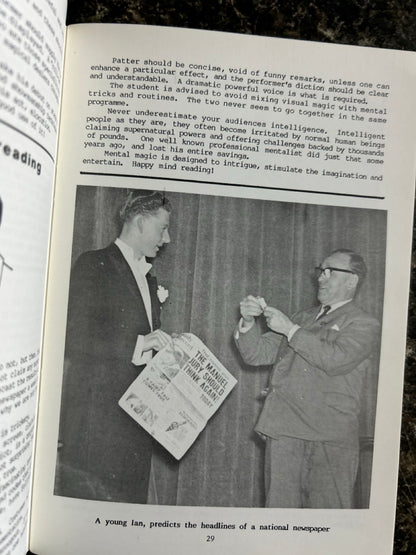 Patter should be concise, void of funny remarks, unless one can
enhance a particular effect, and the performer's diction should be clear
and understandable. A dramatic powerful voice is what is required.
The student is advised to avoid mixing visual magic with mental
tricks and routines. The two never seem to go together in the same
programme.
Never underestimate your audiences intelligence. Intelligent
people as they are, they often become irritated by normal human beings
claiming supernatural powers and offering challenges backed by thousands
of pounds. One well known professional mentalist did just that some
years ago, and lost his entire savings.
Mental magic is designed to intrigue, stimulate the imagination and
entertain. Happy mind reading!
THE MANUEL
JURY SHOULD
THINK AGAIN!
TODAY
A young Ian, predicts the headlines of a national newspaper
29
eading